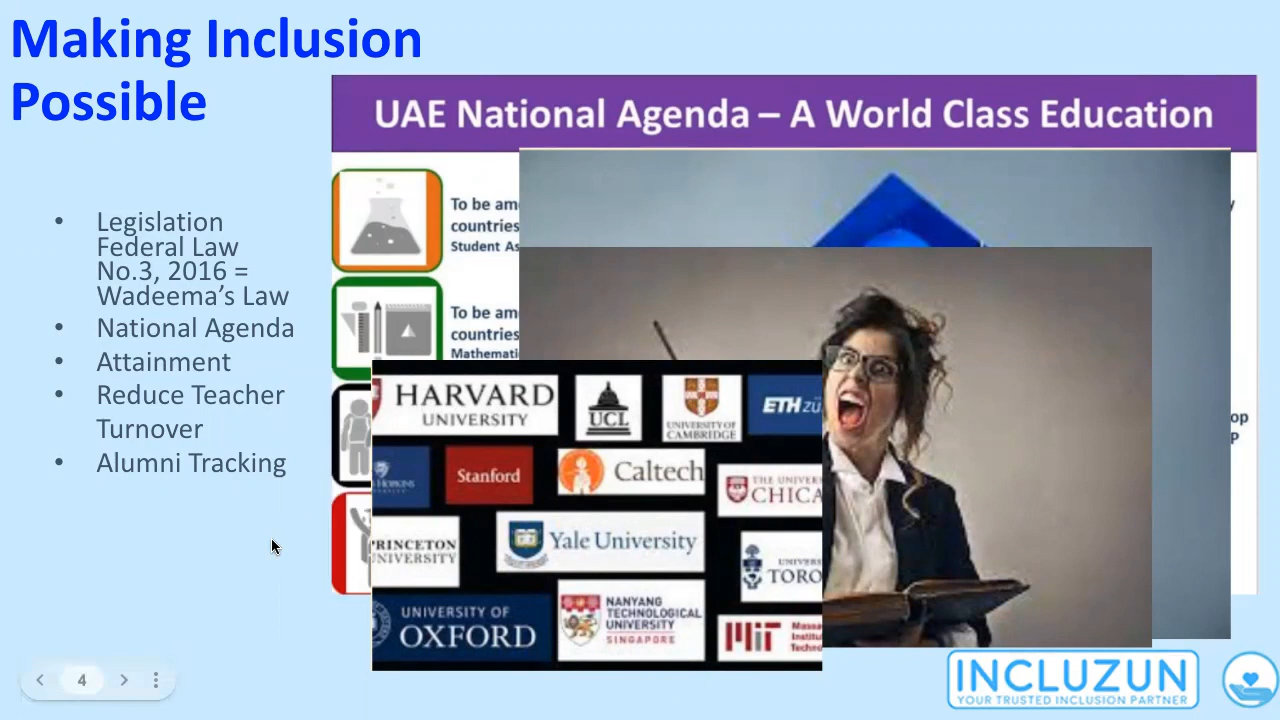 Making Inclusion
Possible
UAE National Agenda – A World Class Education
• Legislation
Federal Law
No.3, 2016 =
Wadeema's Law
• National Agenda
• Attainment
• Reduce Teacher
Turnover
• Alumni Tracking
To be am
countries
Student As
To be am
countries
Mathemati
HARVARD
UNIVERSITY
UCL
UNIVERSITY OF
CAMBRIDGE
ETH zü
Stanford
Caltech
THE UNIVER
CHICA
PRINCETON
UNIVERSITY
Yale University
UNIVER
TORO
UNIVERSITY OF
OXFORD
NANYANG
TECHNOLOGICAL
UNIVERSITY
SINGAPORE
MIT
Massa
Institu
Techno
op
P
4
INCLUZUN
YOUR TRUSTED INCLUSION PARTNER